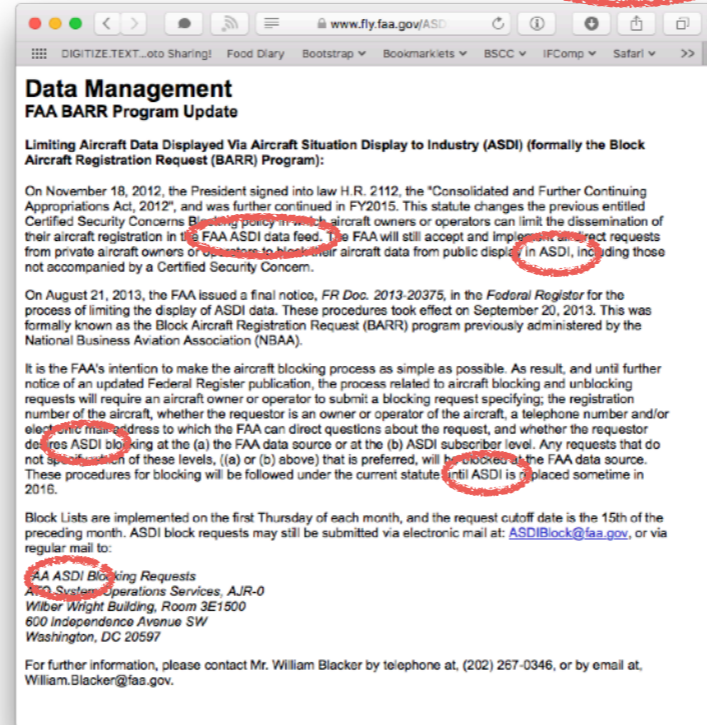 www.fly.faa.gov/ASD
DIGITIZE.TEXT...oto Sharing! Food Diary Bootstrap Bookmarklets BSCC IFComp Safari >>
Data Management
FAA BARR Program Update
Limiting Aircraft Data Displayed Via Aircraft Situation Display to Industry (ASDI) (formally the Block
Aircraft Registration Request (BARR) Program):
On November 18, 2012, the President signed into law H.R. 2112, the "Consolidated and Further Continuing
Appropriations Act, 2012", and was further continued in FY2015. This statute changes the previous entitled
Certified Security Concerns Blocking policy in which aircraft owners or operators can limit the dissemination of
their aircraft registration in the FAA ASDI data feed. The FAA will still accept and implement all direct requests
from private aircraft owners or operators to block their aircraft data from public display in ASDI, including those
not accompanied by a Certified Security Concern.
On August 21, 2013, the FAA issued a final notice, FR Doc. 2013-20375, in the Federal Register for the
process of limiting the display of ASDI data. These procedures took effect on September 20, 2013. This was
formally known as the Block Aircraft Registration Request (BARR) program previously administered by the
National Business Aviation Association (NBAA).
It is the FAA's intention to make the aircraft blocking process as simple as possible. As result, and until further
notice of an updated Federal Register publication, the process related to aircraft blocking and unblocking
requests will require an aircraft owner or operator to submit a blocking request specifying; the registration
number of the aircraft, whether the requestor is an owner or operator of the aircraft, a telephone number and/or
electronic mail address to which the FAA can direct questions about the request, and whether the requestor
desires ASDI blocking at the (a) the FAA data source or at the (b) ASDI subscriber level. Any requests that do
not specify which of these levels, ((a) or (b) above) that is preferred, will be blocked at the FAA data source.
These procedures for blocking will be followed under the current statute until ASDI is replaced sometime in
2016.
Block Lists are implemented on the first Thursday of each month, and the request cutoff date is the 15th of the
preceding month. ASDI block requests may still be submitted via electronic mail at: ASDIBlock@faa.gov, or via
regular mail to:
FAA ASDI Blocking Requests
ATO System Operations Services, AJR-0
Wilber Wright Building, Room 3E1500
600 Independence Avenue SW
Washington, DC 20597
For further information, please contact Mr. William Blacker by telephone at, (202) 267-0346, or by email at,
William.Blacker@faa.gov.